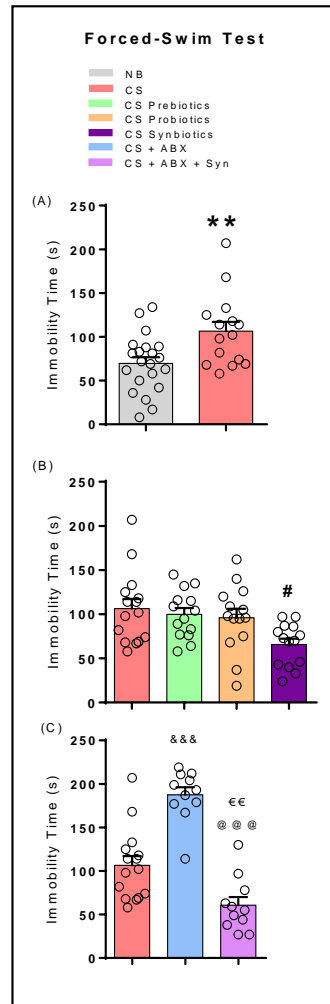 Forced-Swim Test
NB
CS
CS Prebiotics
CS Probiotics
CS Synbiotics
CS + ABX
CS + ABX + Syn
(A)
250
200
150
100
50
0
Immobility Time (s)
**
(B)
250
200
150
100
50
0
Immobility Time (s)
#
(C)
250
200
150
100
50
0
Immobility Time (s)
&&&
€€
@@@